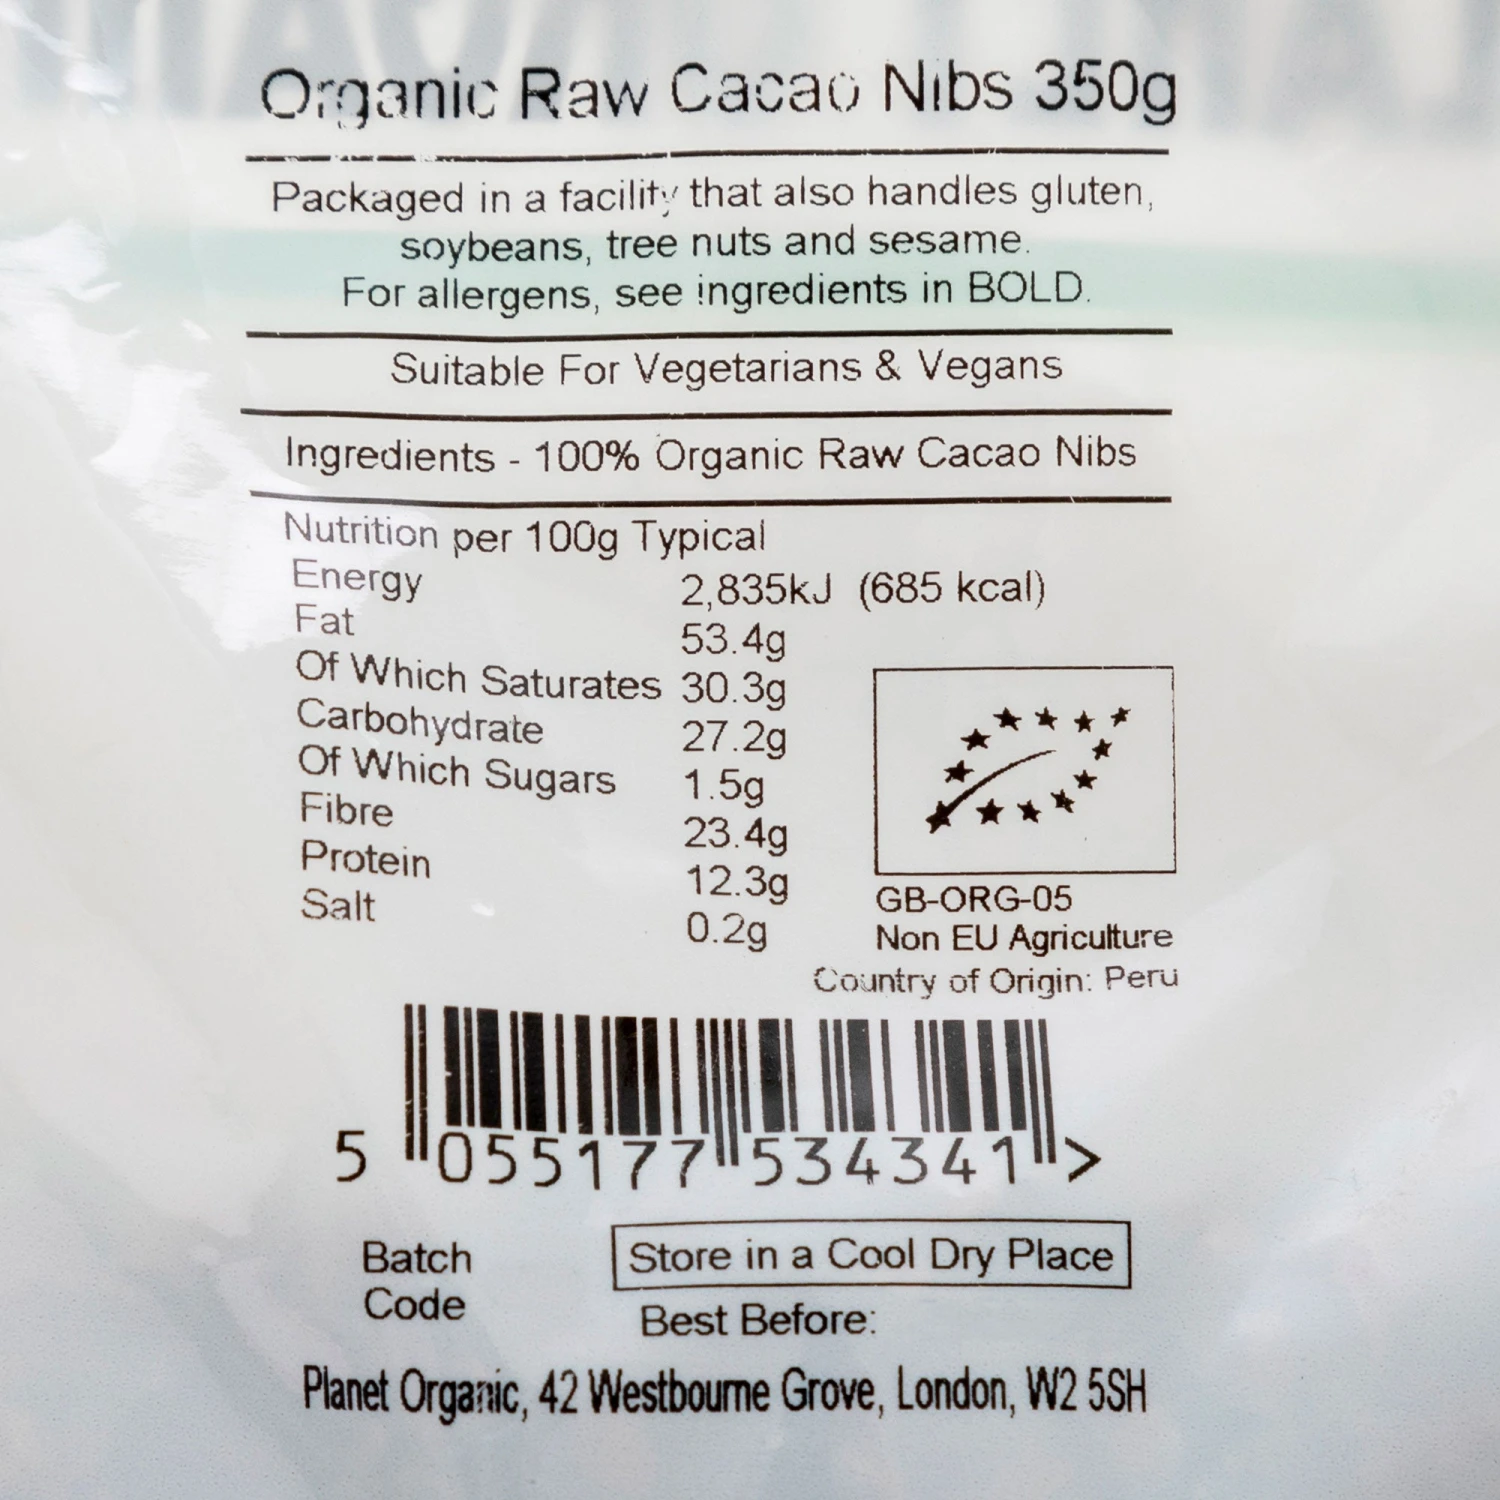 Organic Raw Cacao Nibs 350g
Packaged in a facility that also handles gluten,
soybeans, tree nuts and sesame.
For allergens, see ingredients in BOLD.
Suitable For Vegetarians & Vegans
Ingredients - 100% Organic Raw Cacao Nibs
Nutrition per 100g Typical
Energy 2,835kJ (685 kcal)
Fat 53.4g
Of Which Saturates 30.3g
Carbohydrate 27.2g
Of Which Sugars 1.5g
Fibre 23.4g
Protein 12.3g
Salt 0.2g
GB-ORG-05
Non EU Agriculture
Country of Origin: Peru
5 055177 534341 >
Batch
Code
Store in a Cool Dry Place
Best Before:
Planet Organic, 42 Westbourne Grove, London, W2 5SH